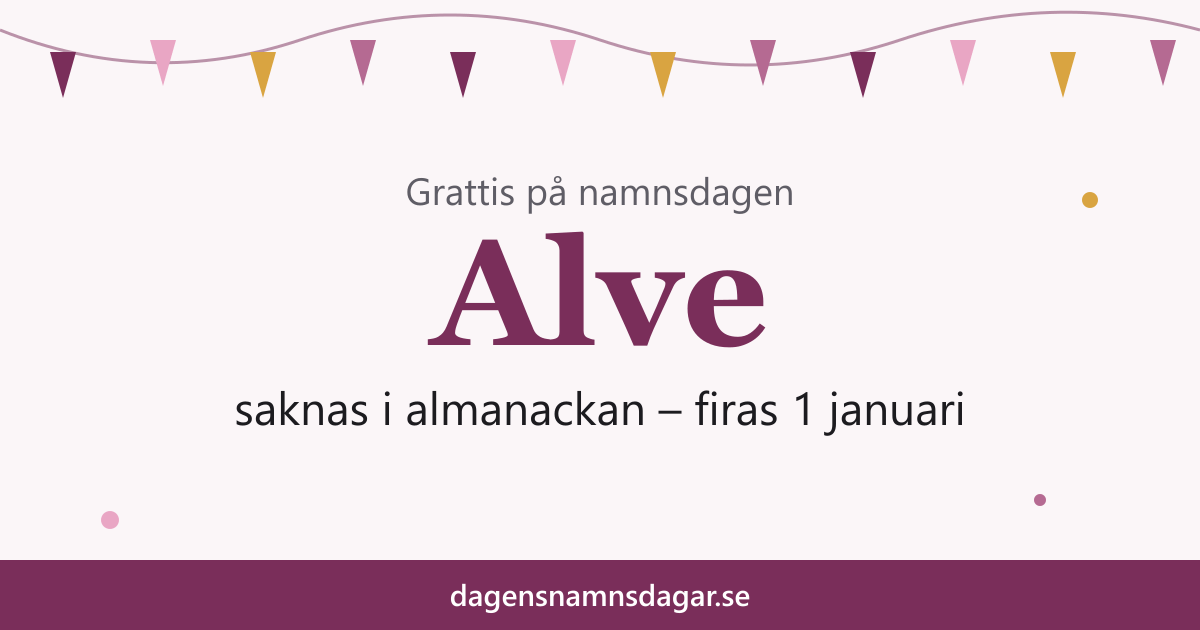 Grattis på namnsdagen
Alve
saknas i almanackan – firas 1 januari
dagensnamnsdagar.se